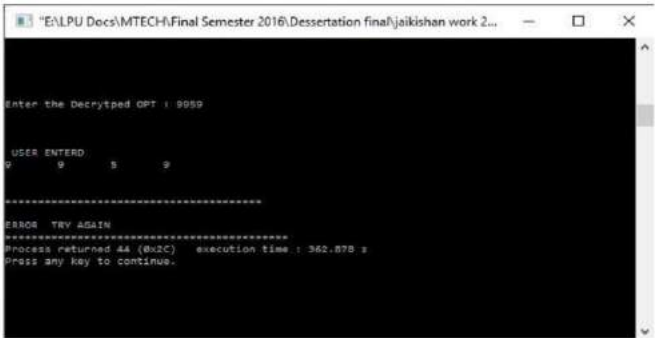 "E:\LPU Docs\MTECH\Final Semester 2016\Dessertation final\jaikishan work 2...
Enter the Decrytped OPT : 9959
USER ENTERD
9 9 5 9
****************************************
ERROR TRY AGAIN
********************************************
Process returned 44 (0x2C) execution time : 362.878 s
Press any key to continue.